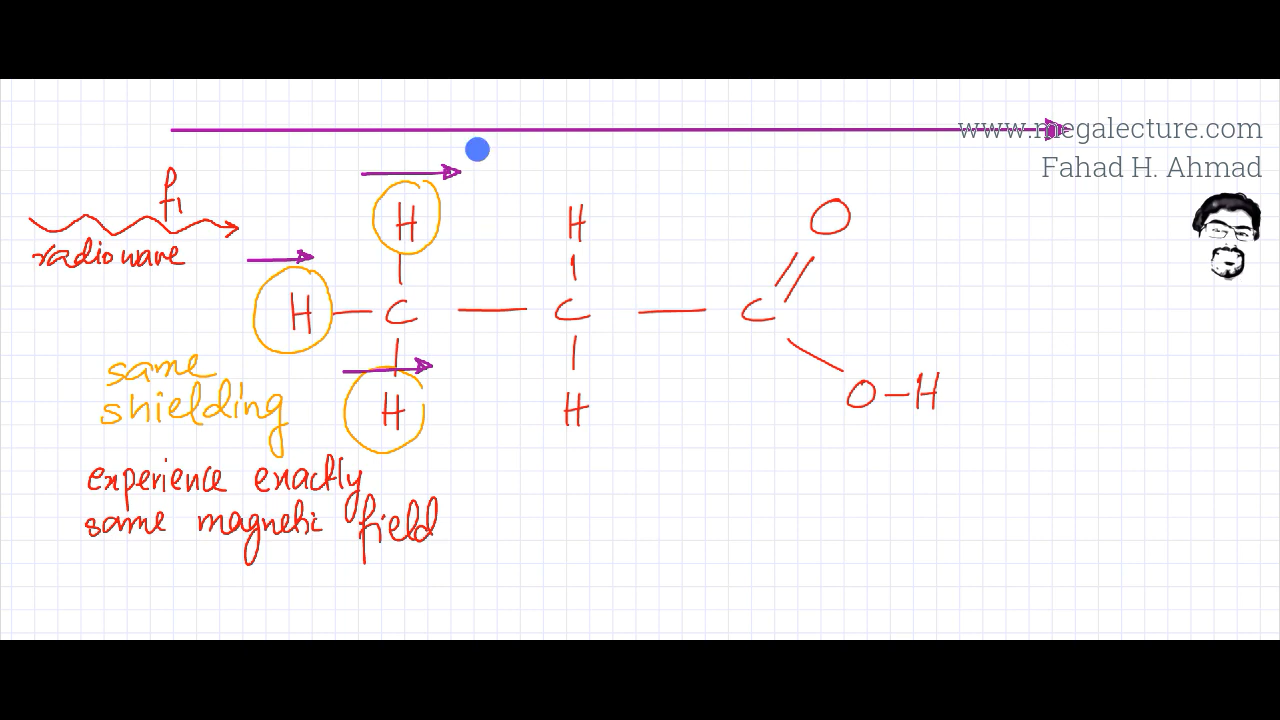 www.megalecture.com
Fahad H. Ahmad
f1
radio wave
H H O
H C C C
same
shielding
H H O-H
experience exactly
same magnetic field